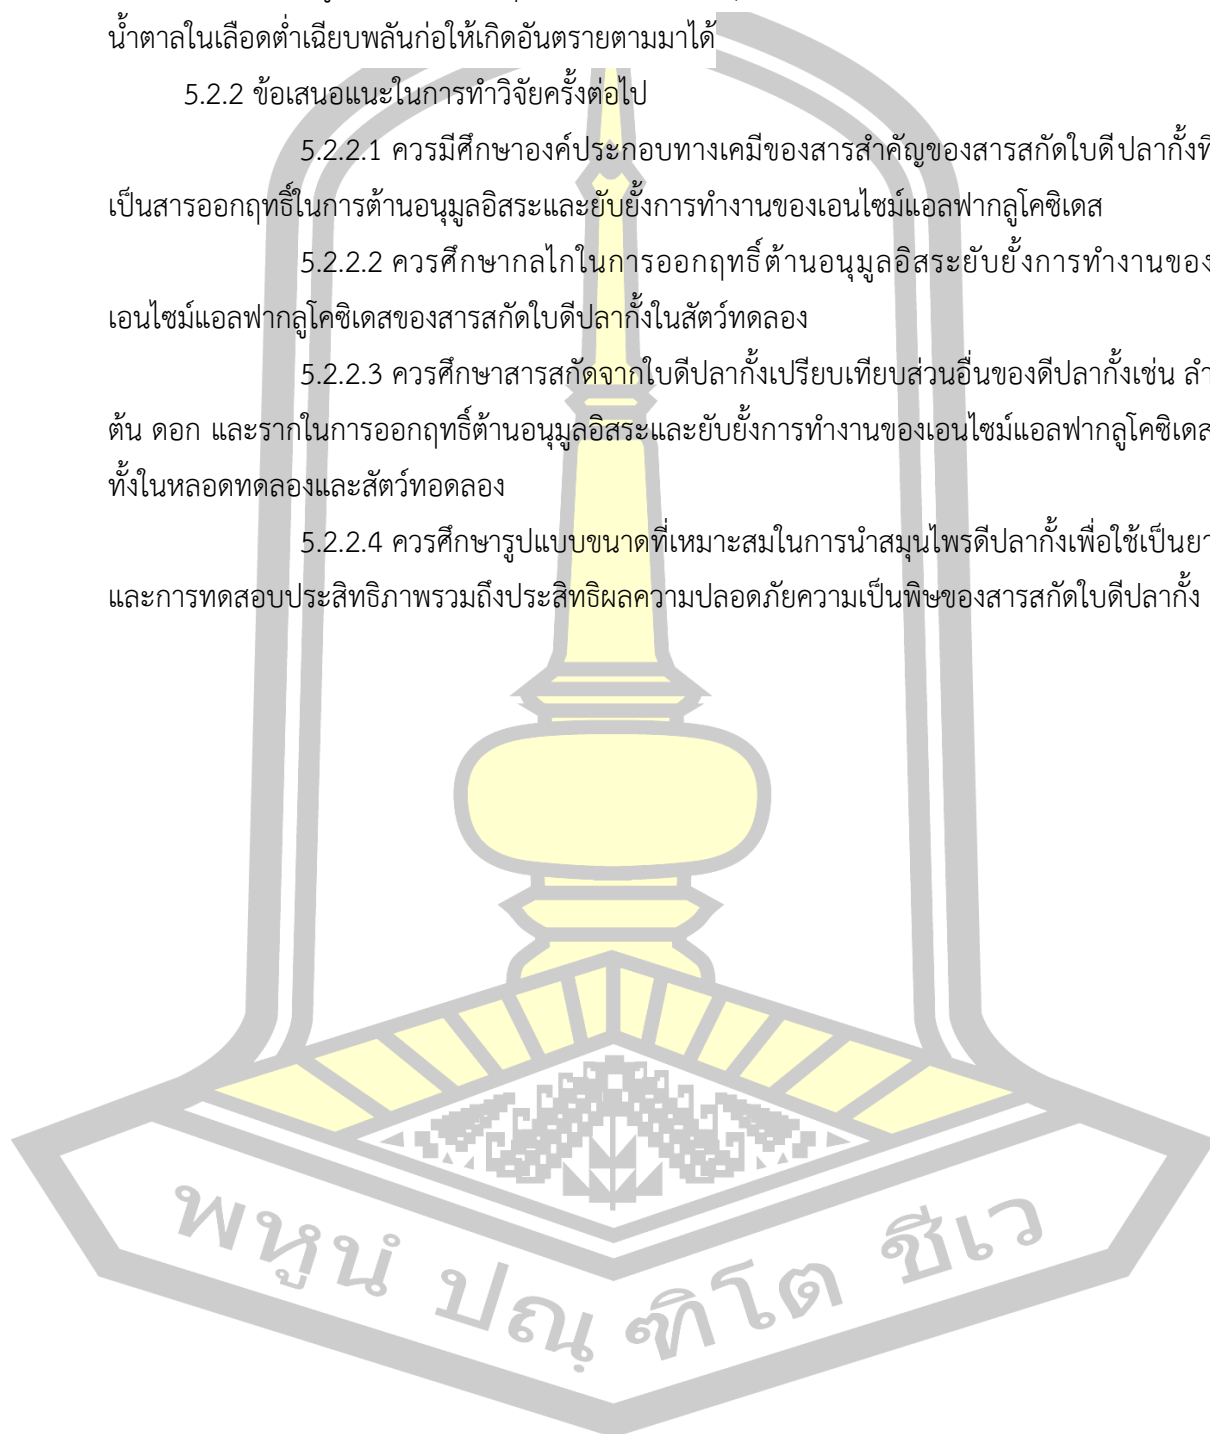 น้ำตาลในเลือดต่ำเฉียบพลันก่อให้เกิดอันตรายตามมาได้
5.2.2 ข้อเสนอแนะในการทำวิจัยครั้งต่อไป
5.2.2.1 ควรมีศึกษาองค์ประกอบทางเคมีของสารสำคัญของสารสกัดใบดีปลากั้งที่
เป็นสารออกฤทธิ์ในการต้านอนุมูลอิสระและยับยั้งการทำงานของเอนไซม์แอลฟากลูโคซิเดส
5.2.2.2 ควรศึกษากลไกในการออกฤทธิ์ต้านอนุมูลอิสระยับยั้งการทำงานของ
เอนไซม์แอลฟากลูโคซิเดสของสารสกัดใบดีปลากั้งในสัตว์ทดลอง
5.2.2.3 ควรศึกษาสารสกัดจากใบดีปลากั้งเปรียบเทียบส่วนอื่นของดีปลากั้งเช่น ลำ
ต้น ดอก และรากในการออกฤทธิ์ต้านอนุมูลอิสระและยับยั้งการทำงานของเอนไซม์แอลฟากลูโคซิเดส
ทั้งในหลอดทดลองและสัตว์ทอดลอง
5.2.2.4 ควรศึกษารูปแบบขนาดที่เหมาะสมในการนำสมุนไพรดีปลากั้งเพื่อใช้เป็นยา
และการทดสอบประสิทธิภาพรวมถึงประสิทธิผลความปลอดภัยความเป็นพิษของสารสกัดใบดีปลากั้ง
พหูนํ ปณฺ ฑิโต ชีเว